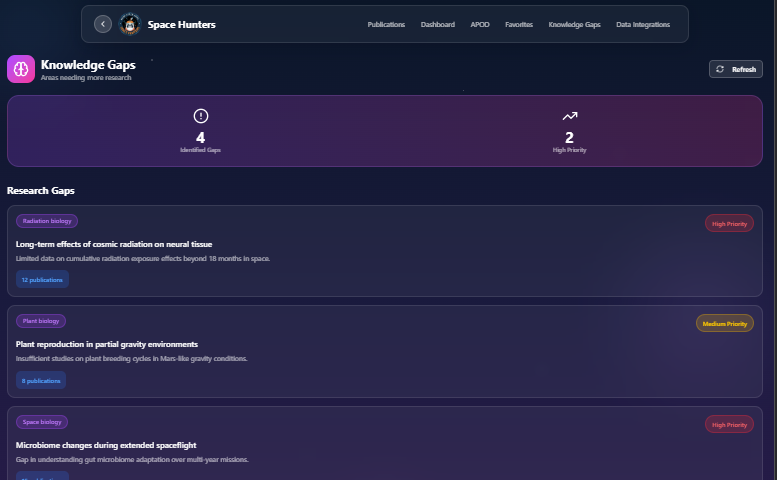 Space Hunters
Publications
Dashboard
APOD
Favorites
Knowledge Gaps
Data Integrations
Knowledge Gaps
Areas needing more research
Refresh
4
Identified Gaps
2
High Priority
Research Gaps
Radiation biology
High Priority
Long-term effects of cosmic radiation on neural tissue
Limited data on cumulative radiation exposure effects beyond 18 months in space.
12 publications
Plant biology
Medium Priority
Plant reproduction in partial gravity environments
Insufficient studies on plant breeding cycles in Mars-like gravity conditions.
8 publications
Space biology
High Priority
Microbiome changes during extended spaceflight
Gap in understanding gut microbiome adaptation over multi-year missions.